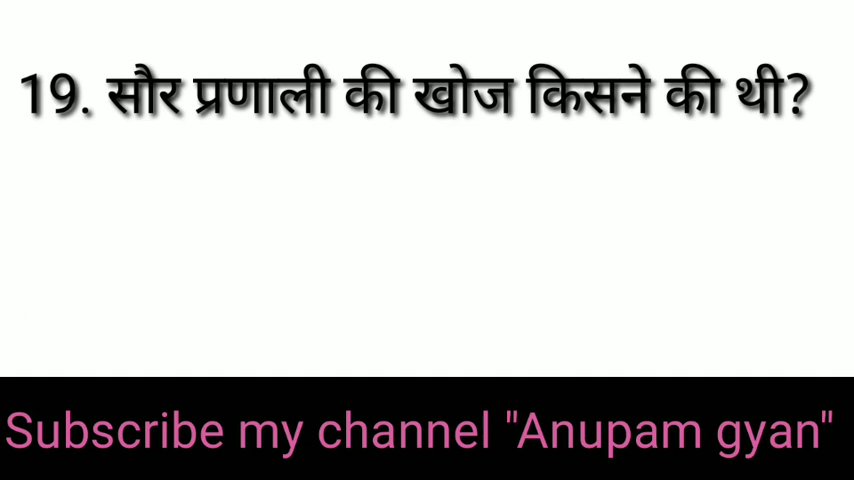 19. सौर प्रणाली की खोज किसने की थी?
Subscribe my channel "Anupam gyan"